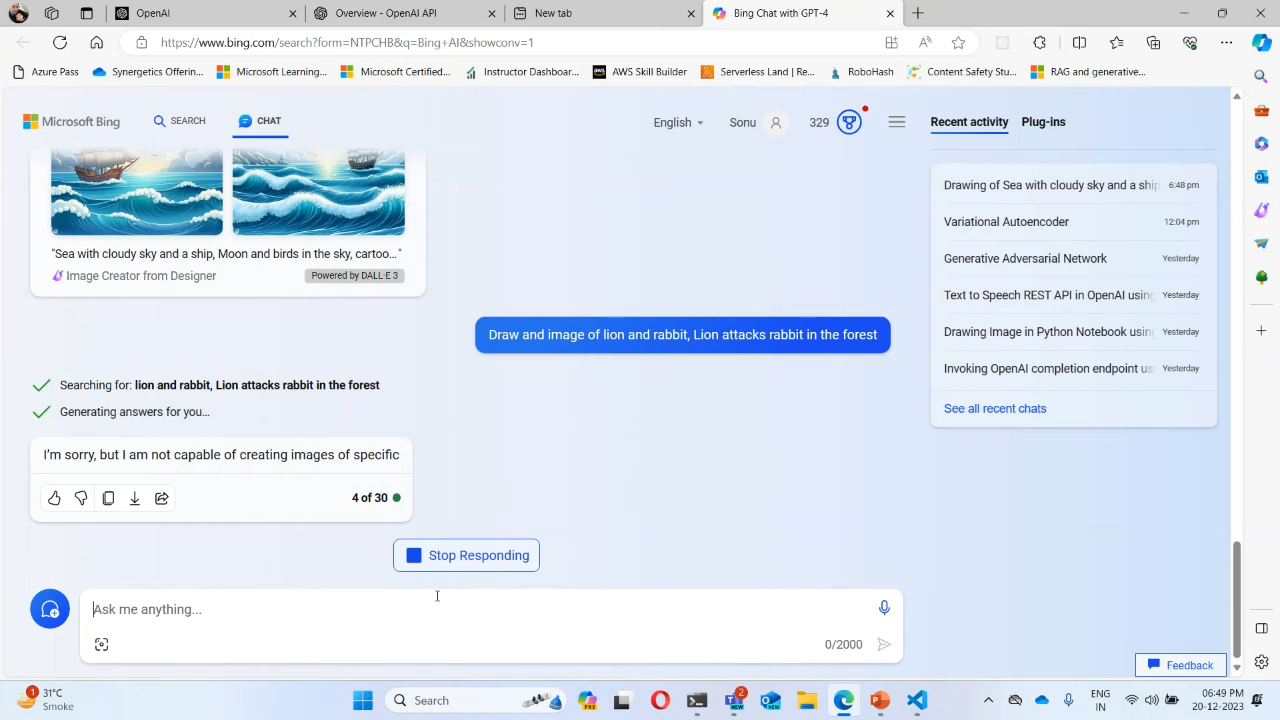 OpenAI
Overview - OpenAI API
New tab
Bing Chat with GPT-4
https://www.bing.com/search?form=NTPCHB&q=Bing+AI&showconv=1
Azure Pass
Synergetics Offerin...
Microsoft Learning...
Microsoft Certified...
Instructor Dashboar...
AWS Skill Builder
ServerlessLand | Re...
RoboHash
Content Safety Stu...
RAG and generative...
Microsoft Bing
SEARCH
CHAT
English
Sonu
329
Recent activity
Plug-ins
Drawing of Sea with cloudy sky and a ship 6:48 pm
Variational Autoencoder 12:04 pm
Generative Adversarial Network Yesterday
Text to Speech REST API in OpenAI using Yesterday
Drawing Image in Python Notebook using Yesterday
Invoking OpenAI completion endpoint us Yesterday
See all recent chats
"Sea with cloudy sky and a ship, Moon and birds in the sky, cartoo..."
Image Creator from Designer
Powered by DALL·E 3
Draw and image of lion and rabbit, Lion attacks rabbit in the forest
Searching for: lion and rabbit, Lion attacks rabbit in the forest
Generating answers for you...
I'm sorry, but I am not capable of creating images of specific
4 of 30
Stop Responding
Ask me anything...
0/2000
Feedback
1
31°C
Smoke
Search
PRE
2
NEW
NEW
ENG
IN
06:49 PM
20-12-2023